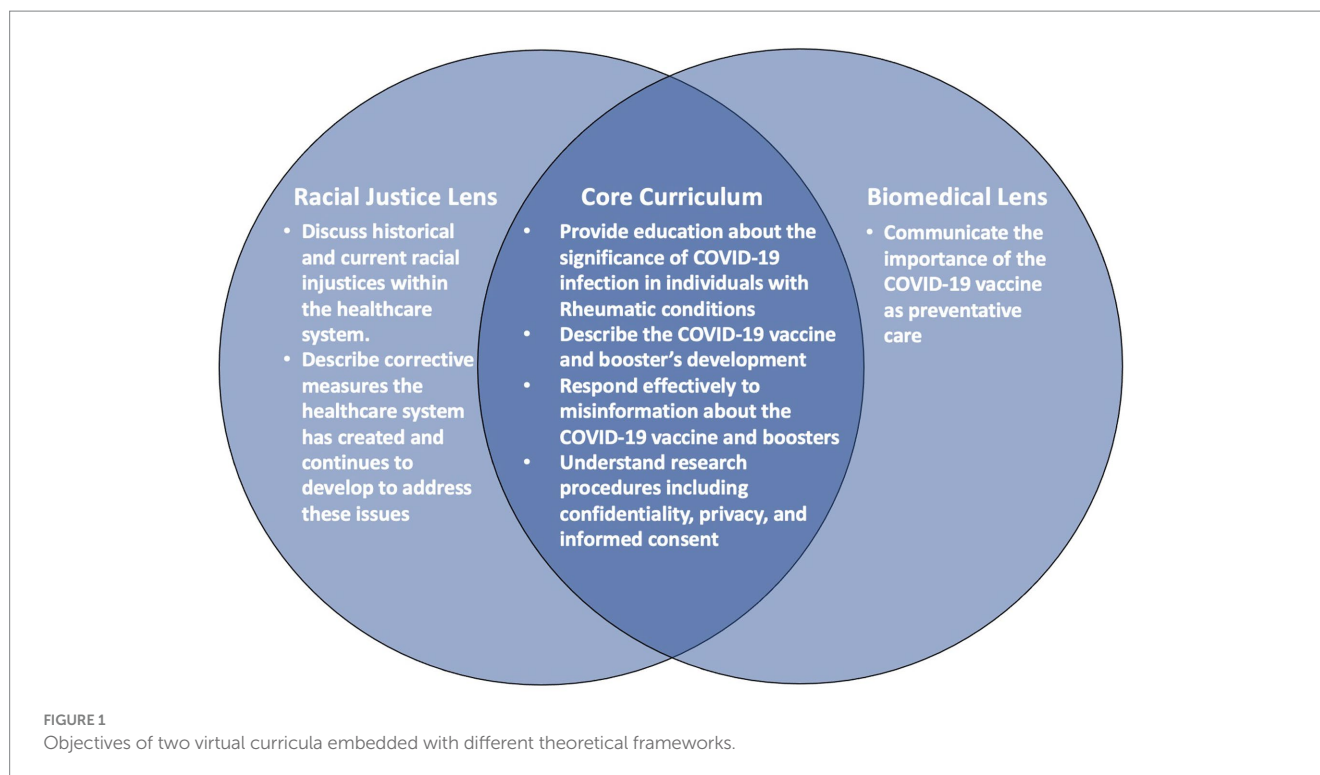 Racial Justice Lens
• Discuss historical
and current racial
injustices within
the healthcare
system.
• Describe corrective
measures the
healthcare system
has created and
continues to
develop to address
these issues
Core Curriculum
• Provide education about the
significance of COVID-19
infection in individuals with
Rheumatic conditions
• Describe the COVID-19 vaccine
and booster’s development
• Respond effectively to
misinformation about the
COVID-19 vaccine and boosters
• Understand research
procedures including
confidentiality, privacy, and
informed consent
Biomedical Lens
• Communicate the
importance of the
COVID-19 vaccine
as preventative
care
FIGURE 1
Objectives of two virtual curricula embedded with different theoretical frameworks.